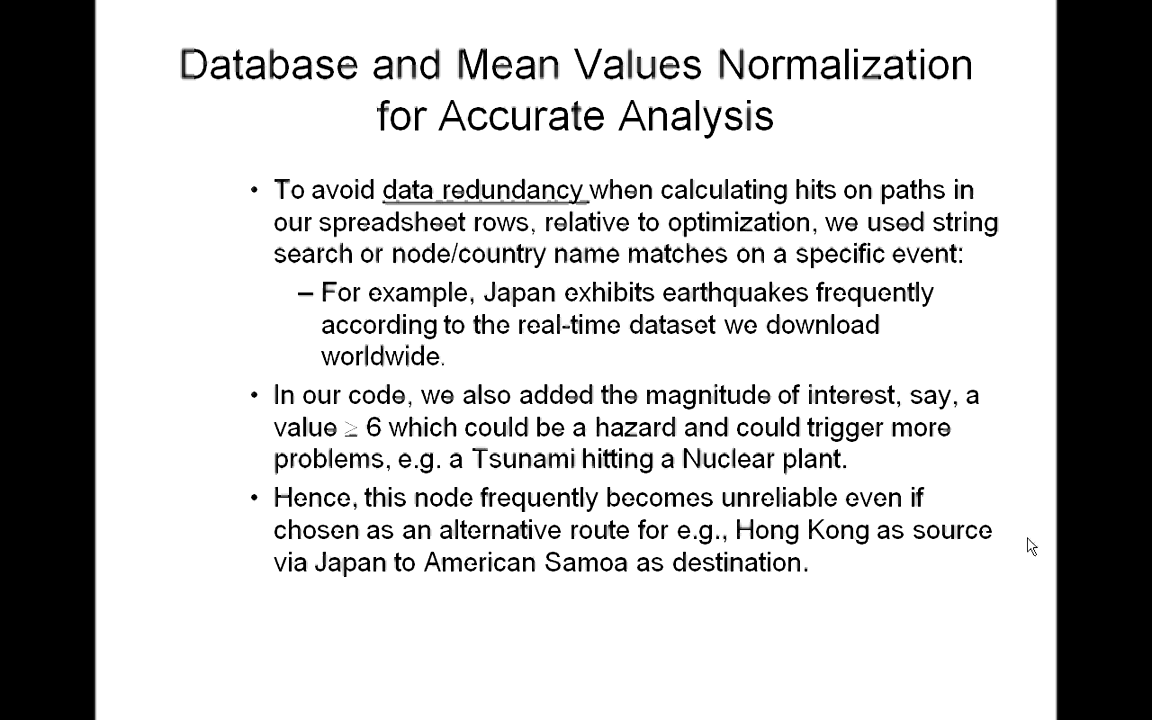 Database and Mean Values Normalization
for Accurate Analysis
• To avoid data redundancy when calculating hits on paths in
our spreadsheet rows, relative to optimization, we used string
search or node/country name matches on a specific event:
– For example, Japan exhibits earthquakes frequently
according to the real-time dataset we download
worldwide.
• In our code, we also added the magnitude of interest, say, a
value ≥ 6 which could be a hazard and could trigger more
problems, e.g. a Tsunami hitting a Nuclear plant.
• Hence, this node frequently becomes unreliable even if
chosen as an alternative route for e.g., Hong Kong as source
via Japan to American Samoa as destination.